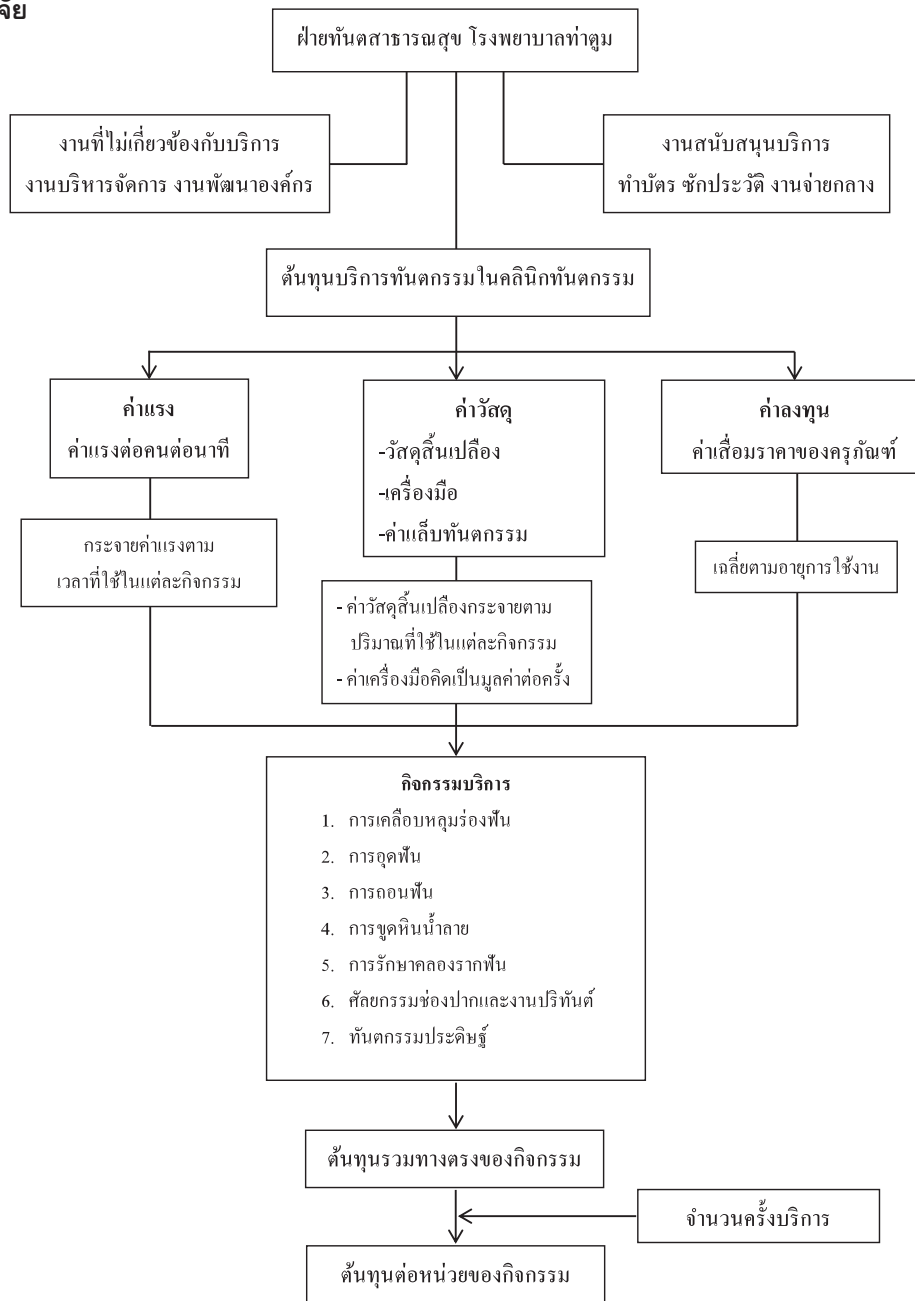 จัย
ฝ่ายทันตสาธารณสุข โรงพยาบาลท่าตูม
งานที่ไม่เกี่ยวข้องกับบริการ
งานบริหารจัดการ งานพัฒนาองค์กร
งานสนับสนุนบริการ
ทำบัตร ซักประวัติ งานจ่ายกลาง
ต้นทุนบริการทันตกรรมในคลินิกทันตกรรม
ค่าแรง
ค่าแรงต่อคนต่อนาที
ค่าวัสดุ
-วัสดุสิ้นเปลือง
-เครื่องมือ
-ค่าแล็บทันตกรรม
ค่าลงทุน
ค่าเสื่อมราคาของครุภัณฑ์
กระจายค่าแรงตาม
เวลาที่ใช้ในแต่ละกิจกรรม
- ค่าวัสดุสิ้นเปลืองกระจายตาม
ปริมาณที่ใช้ในแต่ละกิจกรรม
- ค่าเครื่องมือคิดเป็นมูลค่าต่อครั้ง
เฉลี่ยตามอายุการใช้งาน
กิจกรรมบริการ
1. การเคลือบหลุมร่องฟัน
2. การอุดฟัน
3. การถอนฟัน
4. การขูดหินน้ำลาย
5. การรักษาคลองรากฟัน
6. ศัลยกรรมช่องปากและงานปริทันต์
7. ทันตกรรมประดิษฐ์
ต้นทุนรวมทางตรงของกิจกรรม
จำนวนครั้งบริการ
ต้นทุนต่อหน่วยของกิจกรรม